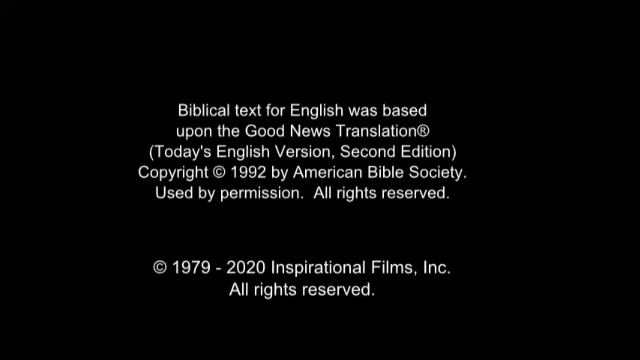 Biblical text for English was based
upon the Good News Translation®
(Today's English Version, Second Edition)
Copyright © 1992 by American Bible Society.
Used by permission.  All rights reserved.
© 1979 - 2020 Inspirational Films, Inc.
All rights reserved.